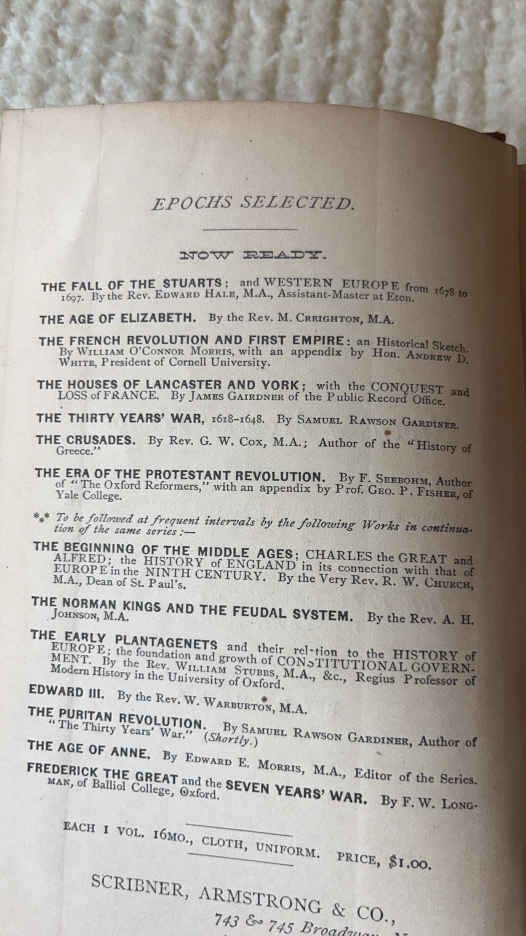 EPOCHS SELECTED.
NOW READY.
THE FALL OF THE STUARTS; and WESTERN EUROPE from 1678 to
1697. By the Rev. EDWARD HALE, M.A., Assistant-Master at Eton.
THE AGE OF ELIZABETH. By the Rev. M. CREIGHTON, M.A.
THE FRENCH REVOLUTION AND FIRST EMPIRE: an Historical Sketch.
By WILLIAM O'CONNOR MORRIS, with an appendix by Hon. ANDREW D.
WHITE, President of Cornell University.
THE HOUSES OF LANCASTER AND YORK; with the CONQUEST and
LOSS of FRANCE. By JAMES GAIRDNER of the Public Record Office.
THE THIRTY YEARS' WAR, 1618-1648. By SAMUEL RAWSON GARDINER.
THE CRUSADES. By Rev. G. W. COX, M.A.; Author of the "History of
Greece."
THE ERA OF THE PROTESTANT REVOLUTION. By F. SEEBOHM, Author
of "The Oxford Reformers," with an appendix by Prof. GEO. P. FISHER, of
Yale College.
*** To be followed at frequent intervals by the following Works in continua-
tion of the same series:—
THE BEGINNING OF THE MIDDLE AGES; CHARLES the GREAT and
ALFRED; the HISTORY of ENGLAND in its connection with that of
EUROPE in the NINTH CENTURY. By the Very Rev. R. W. CHURCH,
M.A., Dean of St. Paul's.
THE NORMAN KINGS AND THE FEUDAL SYSTEM. By the Rev. A. H.
JOHNSON, M.A.
THE EARLY PLANTAGENETS and their rel-tion to the HISTORY of
EUROPE; the foundation and growth of CONSTITUTIONAL GOVERN-
MENT. By the Rev. WILLIAM STUBBS, M.A., &c., Regius Professor of
Modern History in the University of Oxford.
EDWARD III. By the Rev. W. WARBURTON, M.A.
THE PURITAN REVOLUTION. By SAMUEL RAWSON GARDINER, Author of
"The Thirty Years' War." (Shortly.)
THE AGE OF ANNE. By EDWARD E. MORRIS, M.A., Editor of the Series.
FREDERICK THE GREAT and the SEVEN YEARS' WAR. By F. W. LONG-
MAN, of Balliol College, Oxford.
EACH 1 VOL. 16MO., CLOTH, UNIFORM. PRICE, $1.00.
SCRIBNER, ARMSTRONG & CO.,
743 & 745 Broadway,